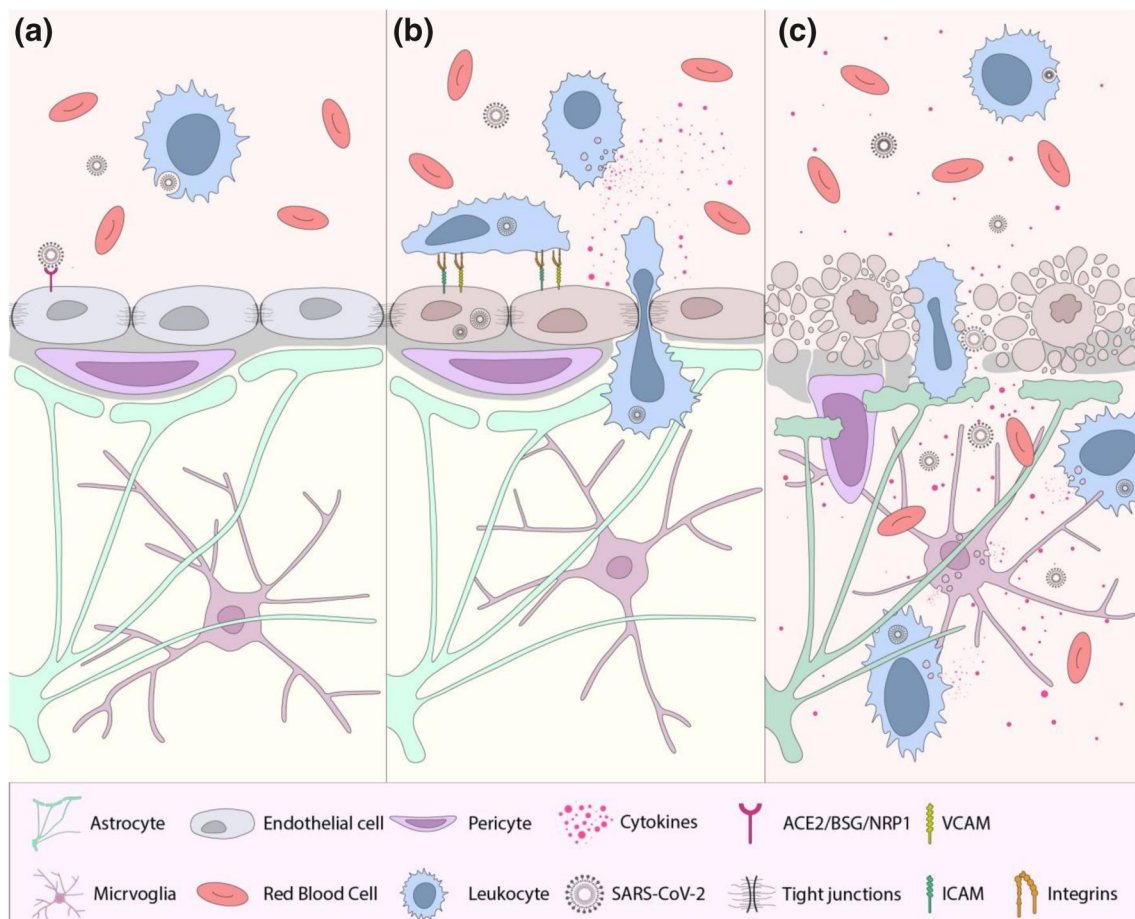 (a) (b) (c)
Astrocyte Endothelial cell Pericyte Cytokines ACE2/BSG/NRP1 VCAM
Micrvoglia Red Blood Cell Leukocyte SARS-CoV-2 Tight junctions ICAM Integrins